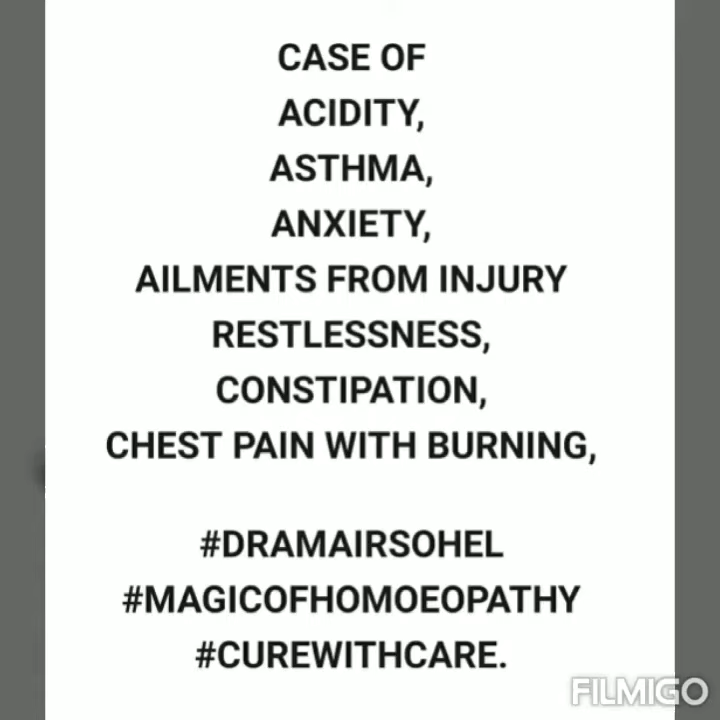 CASE OF
ACIDITY,
ASTHMA,
ANXIETY,
AILMENTS FROM INJURY
RESTLESSNESS,
CONSTIPATION,
CHEST PAIN WITH BURNING,
#DRAMAIRSOHEL
#MAGICOFHOMOEOPATHY
#CUREWITHCARE.
FILMIGO